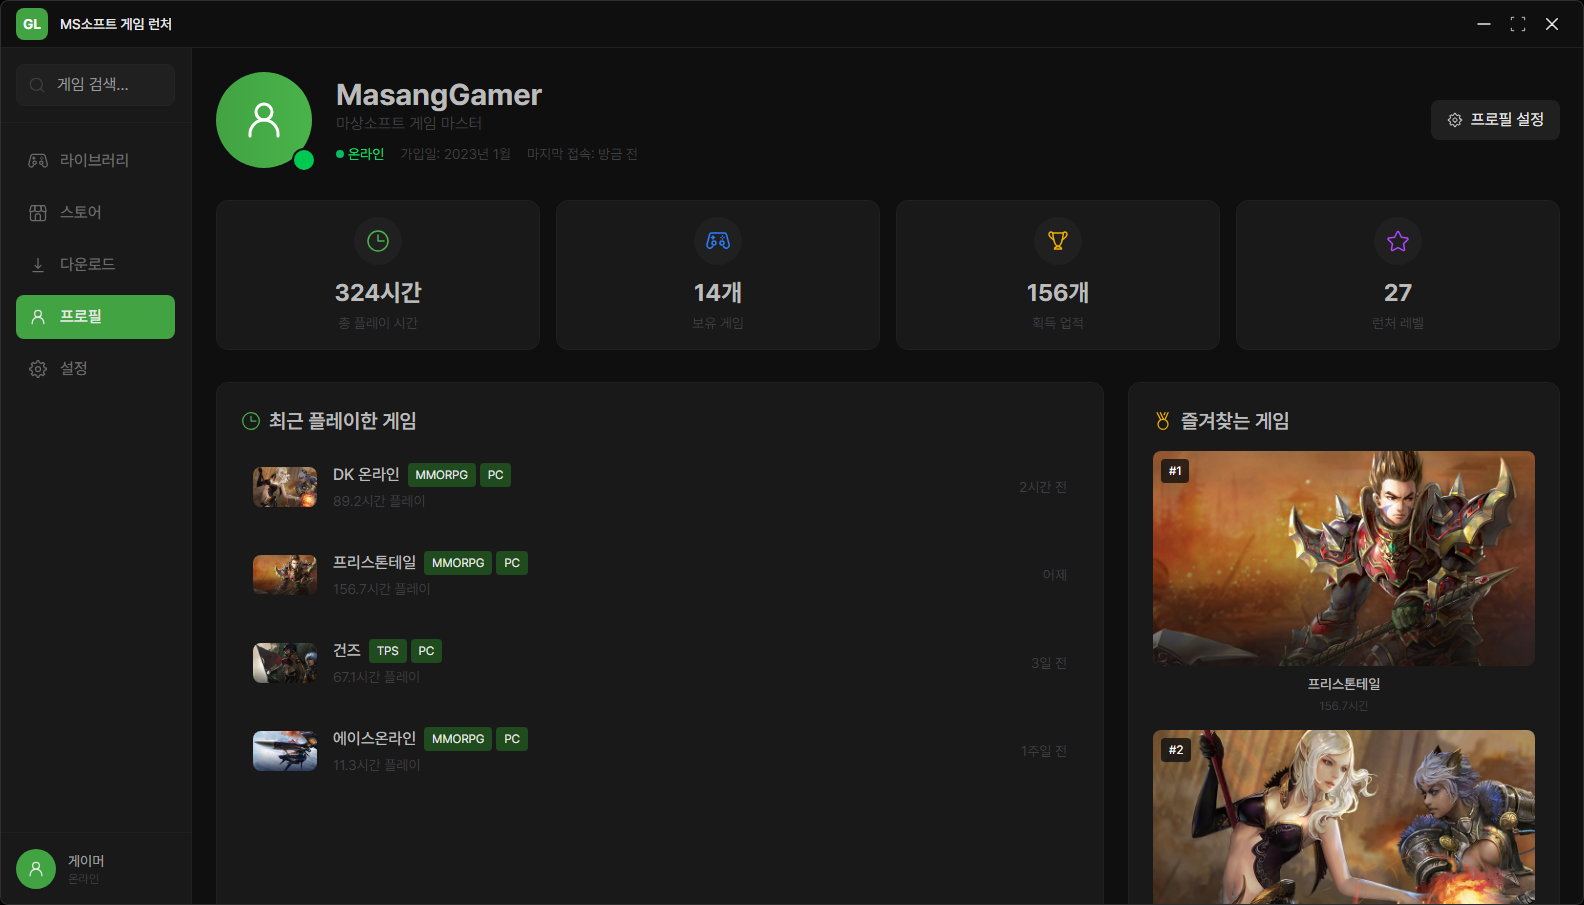 GL MS소프트 게임 런처
게임 검색...
라이브러리
스토어
다운로드
프로필
설정
게이머
온라인
MasangGamer
마상소프트 게임 마스터
온라인 가입일: 2023년 1월 마지막 접속: 방금 전
프로필 설정
324시간
총 플레이 시간
14개
보유 게임
156개
획득 업적
27
런처 레벨
최근 플레이한 게임
DK 온라인 MMORPG PC
89.2시간 플레이
2시간 전
프리스톤테일 MMORPG PC
156.7시간 플레이
어제
건즈 TPS PC
67.1시간 플레이
3일 전
에이스온라인 MMORPG PC
11.3시간 플레이
1주일 전
즐겨찾는 게임
#1
프리스톤테일
156.7시간
#2